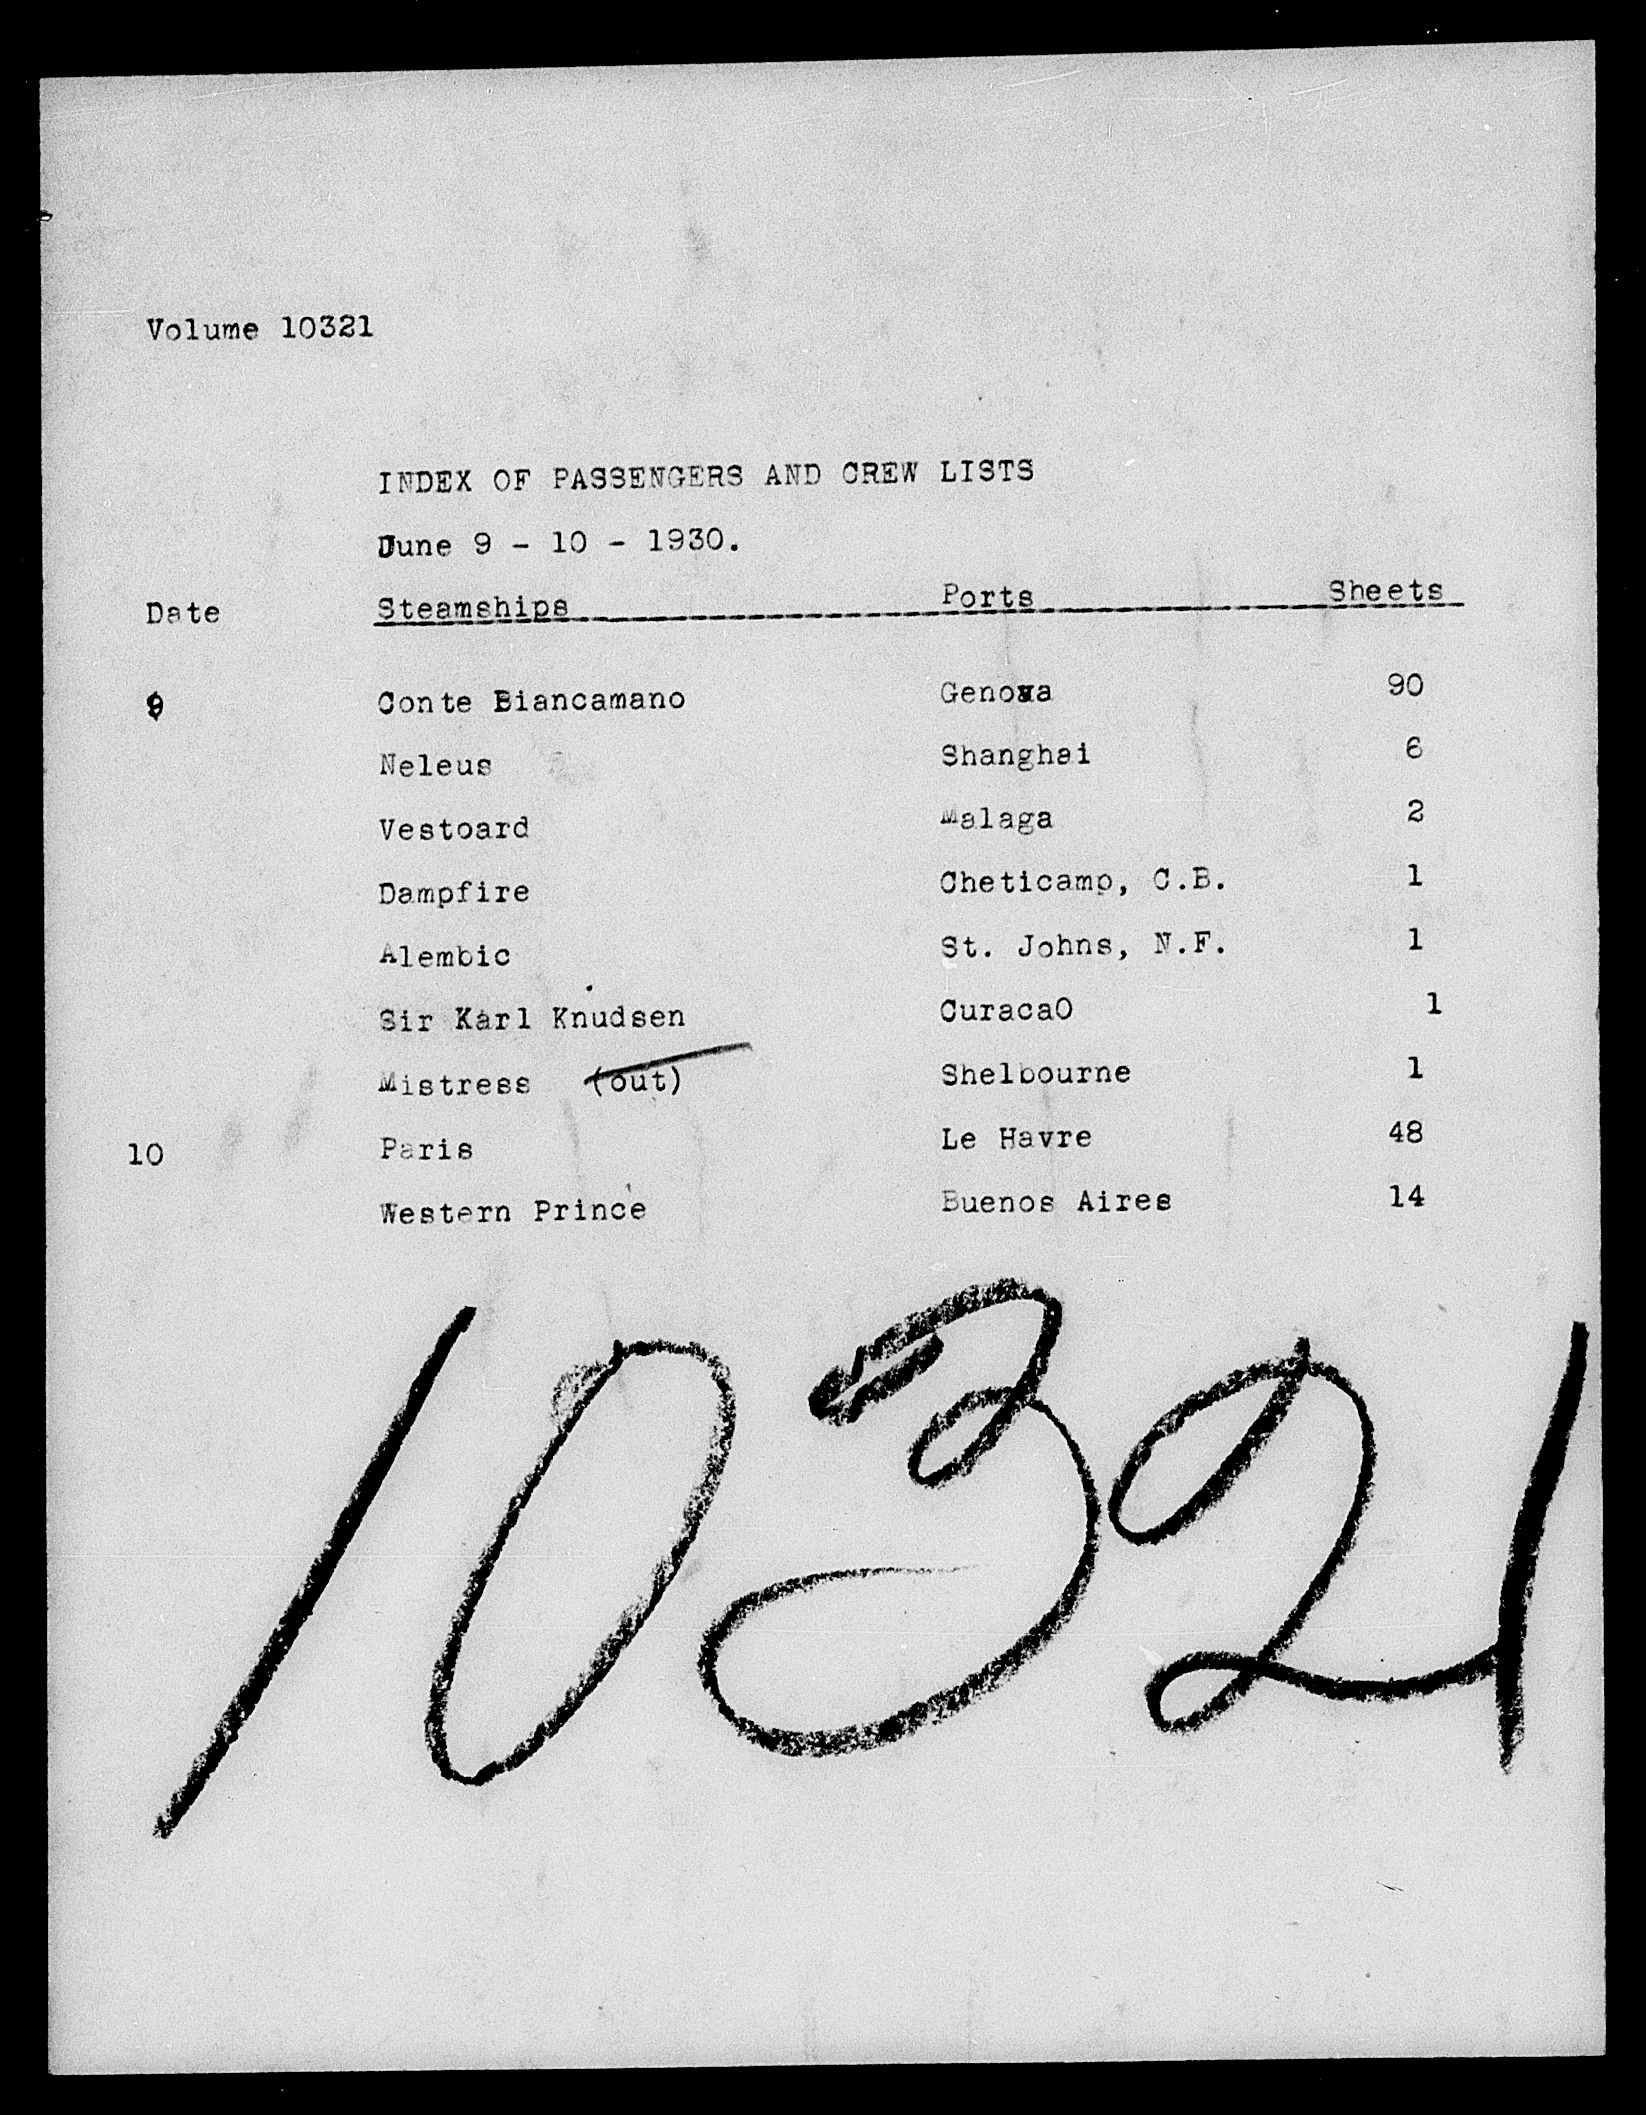 Volume 10321
INDEX OF PASSENGERS AND CREW LISTS
June 9 - 10 - 1930.
Date Steamships Ports Sheets
9 Conte Biancamano Genoa 90
Neleus Shanghai 6
Vestoard Malaga 2
Dampfire Cheticamp, C.B. 1
Alembic St. Johns, N.F. 1
Sir Karl Knudsen CuracaO 1
Mistress (out) Shelbourne 1
10 Paris Le Havre 48
Western Prince Buenos Aires 14
10321